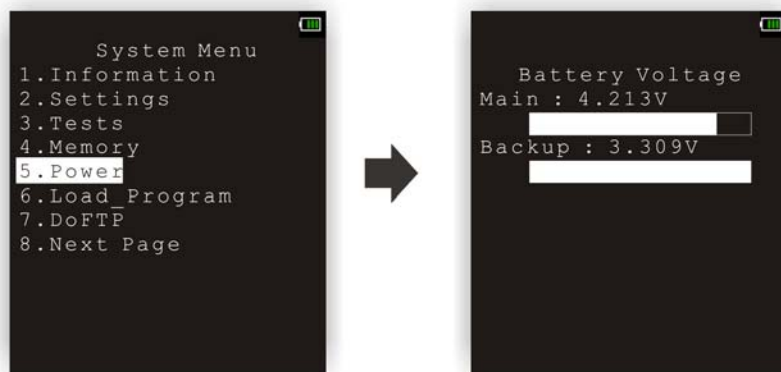 System Menu
1.Information
2.Settings
3.Tests
4.Memory
5.Power
6.Load_Program
7.DoFTP
8.Next Page
Battery Voltage
Main : 4.213V
Backup : 3.309V